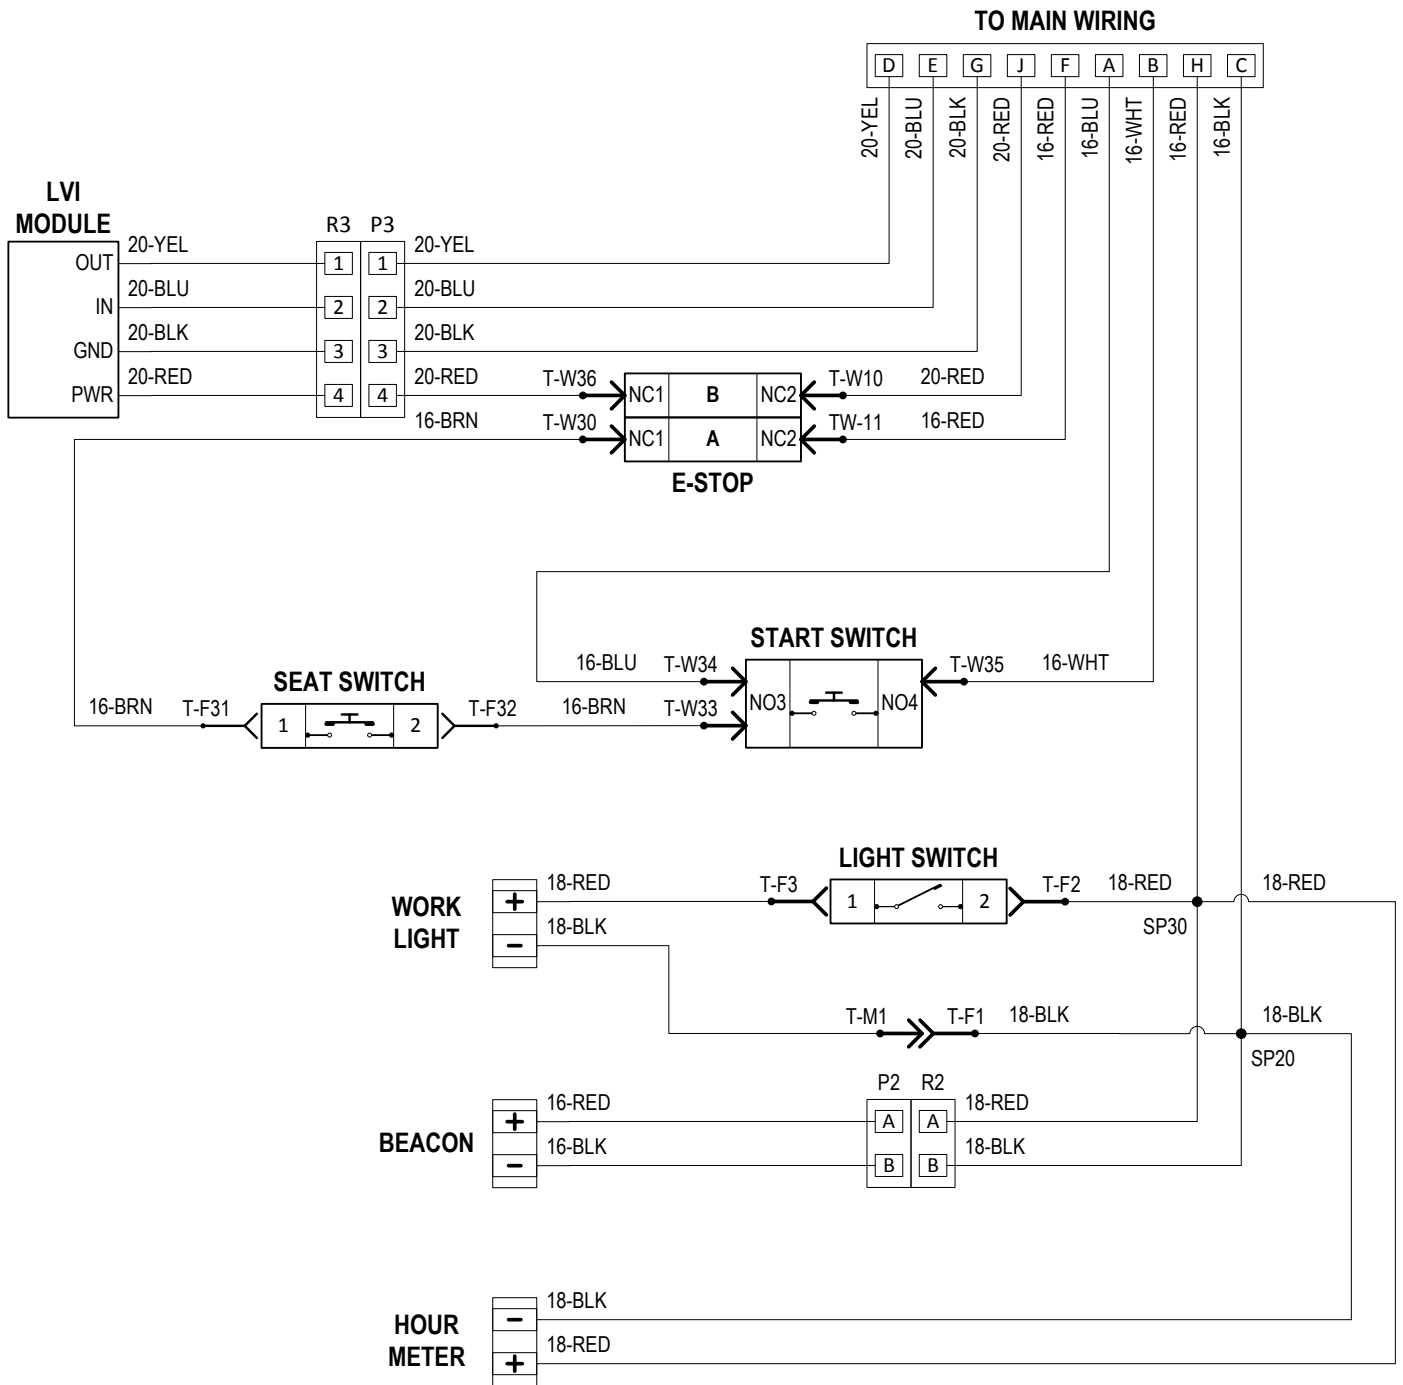 TO MAIN WIRING
D E G J F A B H C
20-YEL
20-BLU
20-BLK
20-RED
16-RED
16-BLU
16-WHT
16-RED
16-BLK
LVI
MODULE
R3 P3
OUT 20-YEL 1 1 20-YEL
IN 20-BLU 2 2 20-BLU
GND 20-BLK 3 3 20-BLK
PWR 20-RED 4 4 20-RED T-W36 NC1 B NC2 T-W10 20-RED
16-BRN T-W30 NC1 A NC2 TW-11 16-RED
E-STOP
START SWITCH
16-BLU T-W34 T-W35 16-WHT
NO3 NO4
SEAT SWITCH
16-BRN T-F31 1 2 T-F32 16-BRN T-W33
LIGHT SWITCH
WORK
LIGHT
+ 18-RED T-F3 1 2 T-F2 18-RED 18-RED
SP30
- 18-BLK
T-M1 T-F1 18-BLK 18-BLK
SP20
P2 R2
BEACON
+ 16-RED A A 18-RED
- 16-BLK B B 18-BLK
HOUR
METER
- 18-BLK
+ 18-RED